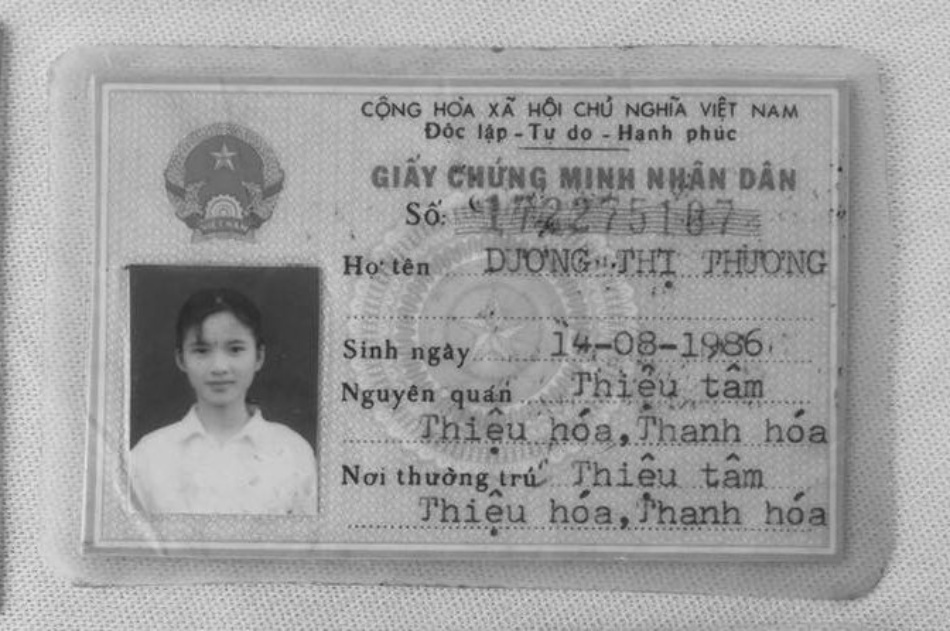 CỘNG HÒA XÃ HỘI CHỦ NGHĨA VIỆT NAM
Độc lập - Tự do - Hạnh phúc
GIẤY CHỨNG MINH NHÂN DÂN
Số: 172275187
Họ tên DƯƠNG THỊ THƯƠNG
Sinh ngày 14-08-1986
Nguyên quán Thiệu tâm
Thiệu hóa, Thanh hóa
Nơi thường trú Thiệu tâm
Thiệu hóa, Thanh hóa